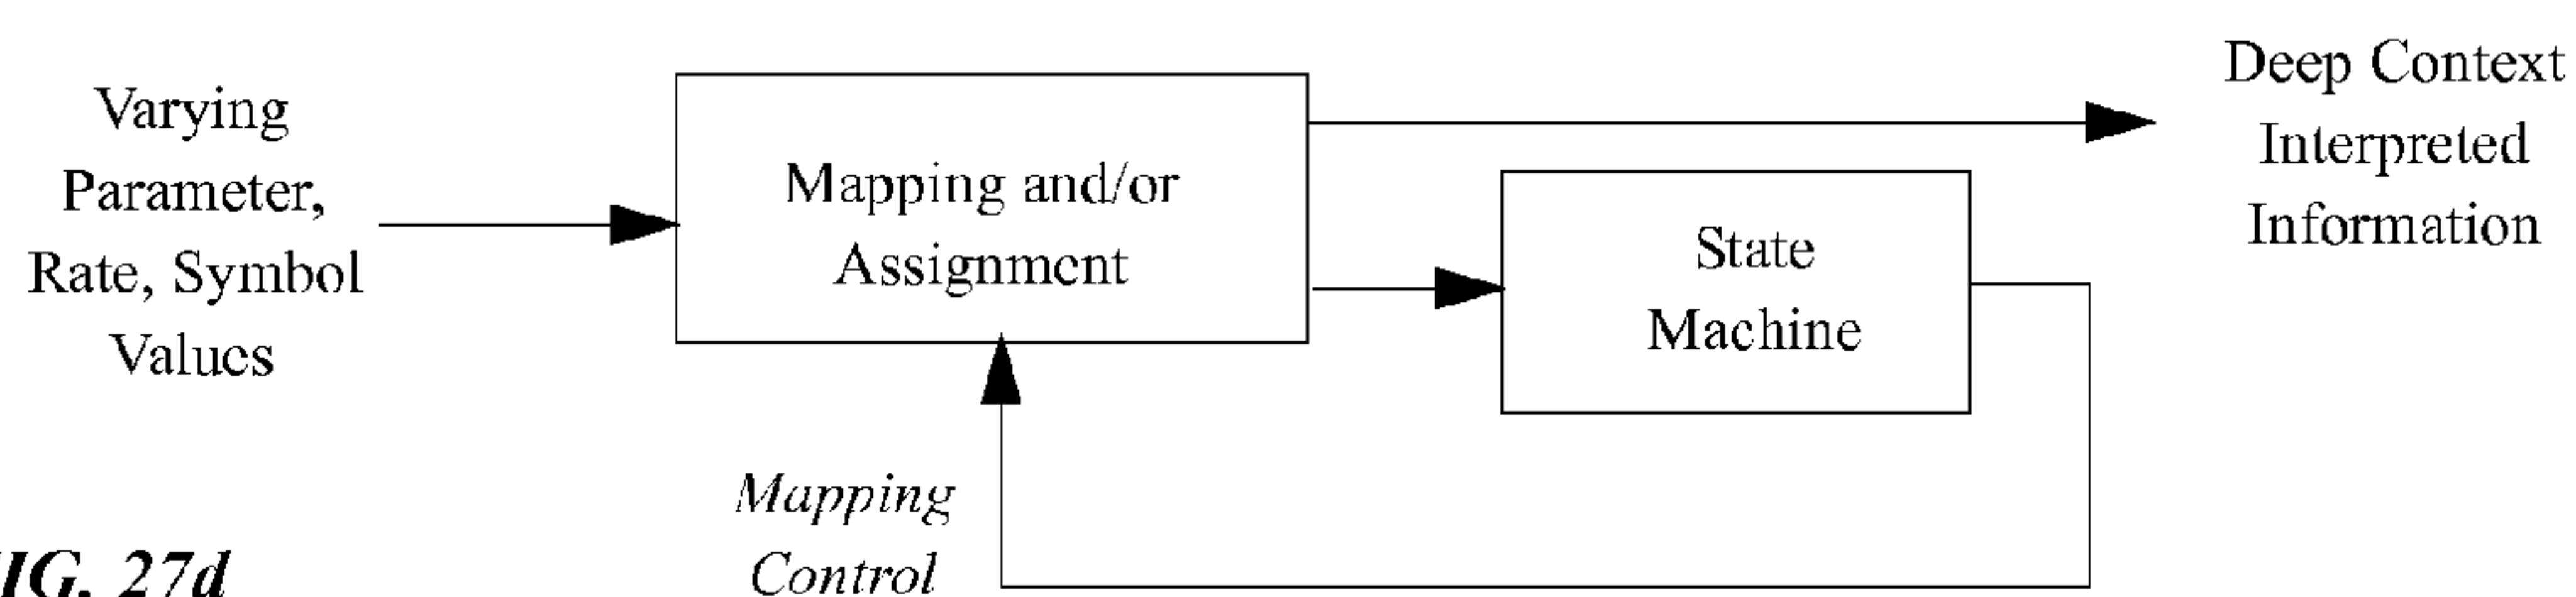 Varying
Parameter,
Rate, Symbol
Values
Mapping and/or
Assignment
State
Machine
Deep Context
Interpreted
Information
Mapping
Control
IG. 27d